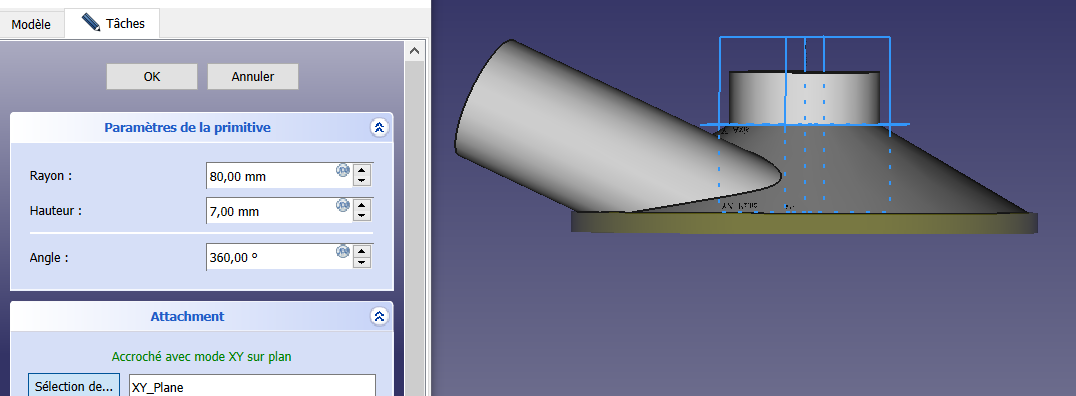 Modèle
Tâches
OK
Annuler
Paramètres de la primitive
Rayon :
80,00 mm
Hauteur :
7,00 mm
Angle :
360,00 °
Attachment
Accroché avec mode XY sur plan
Sélection de...
XY_Plane